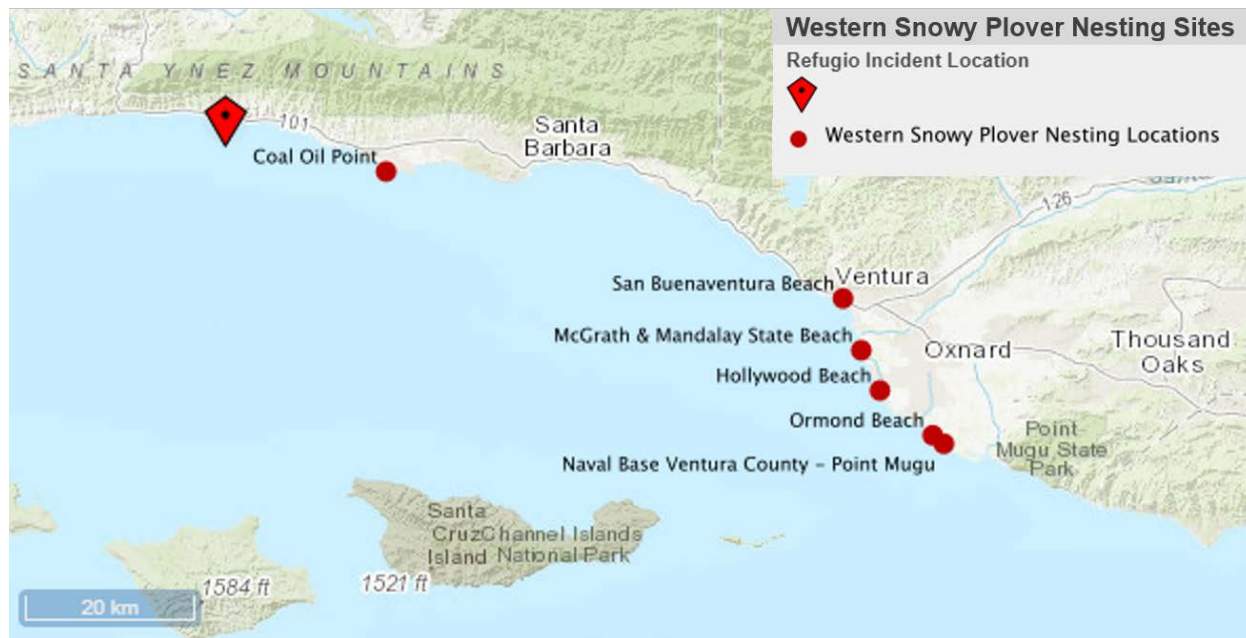 Western Snowy Plover Nesting Sites
Refugio Incident Location
Western Snowy Plover Nesting Locations
SANTA YNEZ MOUNTAINS
101
Santa
Barbara
Coal Oil Point
126
San Buenaventura Beach
Ventura
McGrath & Mandalay State Beach
Oxnard
Thousand
Oaks
Hollywood Beach
Ormond Beach
Point
Mugu State
Park
Naval Base Ventura County – Point Mugu
Santa
Cruz
Island
Channel Islands
National Park
1584 ft
1521 ft
20 km